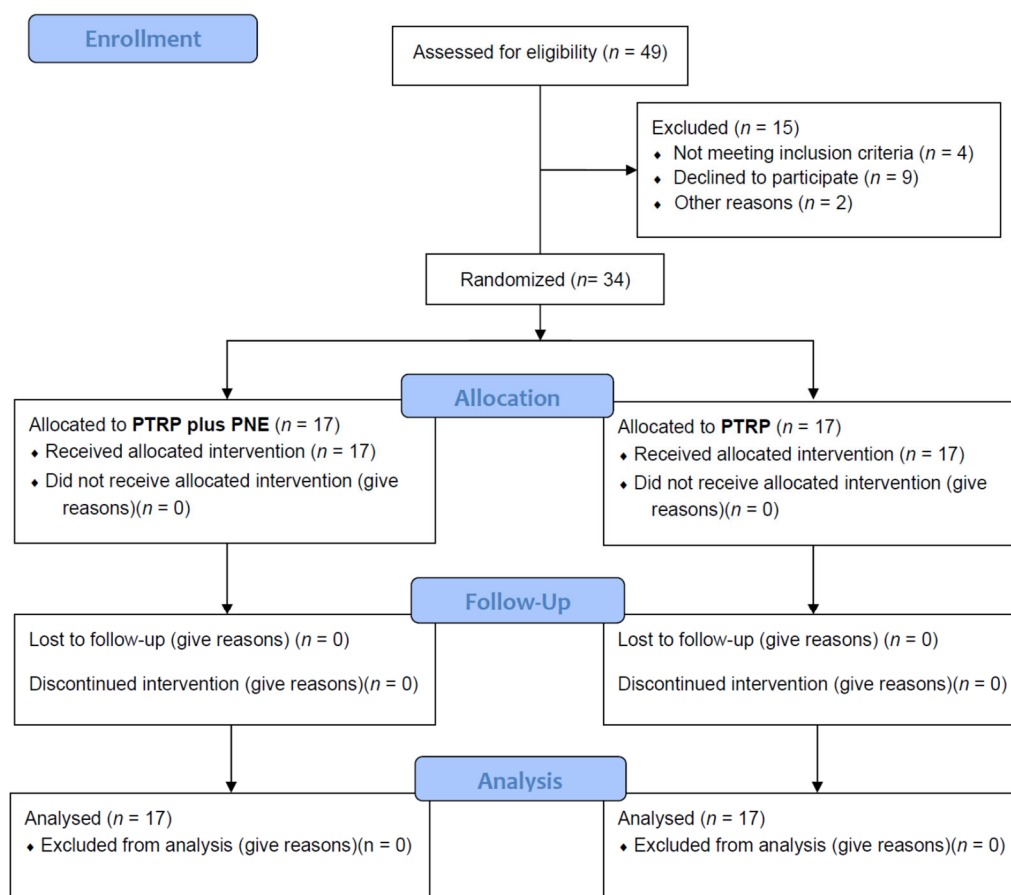 Enrollment
Assessed for eligibility (n = 49)
Excluded (n = 15)
⬧ Not meeting inclusion criteria (n = 4)
⬧ Declined to participate (n = 9)
⬧ Other reasons (n = 2)
Randomized (n= 34)
Allocation
Allocated to PTRP plus PNE (n = 17)
⬧ Received allocated intervention (n = 17)
⬧ Did not receive allocated intervention (give
reasons)(n = 0)
Allocated to PTRP (n = 17)
⬧ Received allocated intervention (n = 17)
⬧ Did not receive allocated intervention (give
reasons)(n = 0)
Follow-Up
Lost to follow-up (give reasons) (n = 0)
Discontinued intervention (give reasons)(n = 0)
Lost to follow-up (give reasons) (n = 0)
Discontinued intervention (give reasons)(n = 0)
Analysis
Analysed (n = 17)
⬧ Excluded from analysis (give reasons)(n = 0)
Analysed (n = 17)
⬧ Excluded from analysis (give reasons)(n = 0)